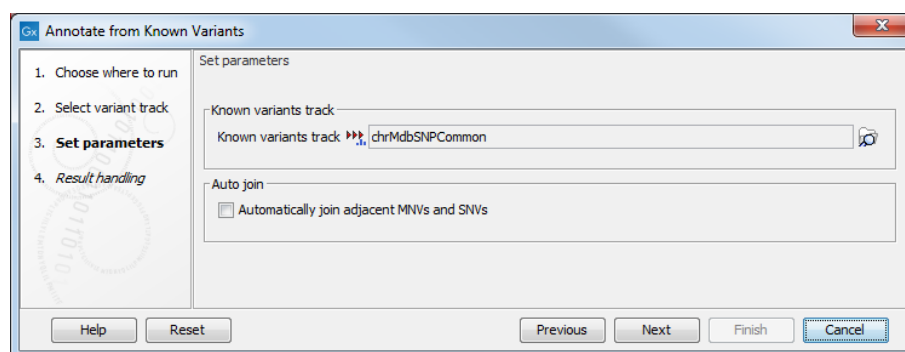 Gx Annotate from Known Variants
X
1. Choose where to run
2. Select variant track
3. Set parameters
4. Result handling
Set parameters
Known variants track
Known variants track chrMdbSNPCommon
Auto join
Automatically join adjacent MNVs and SNVs
Help Reset Previous Next Finish Cancel